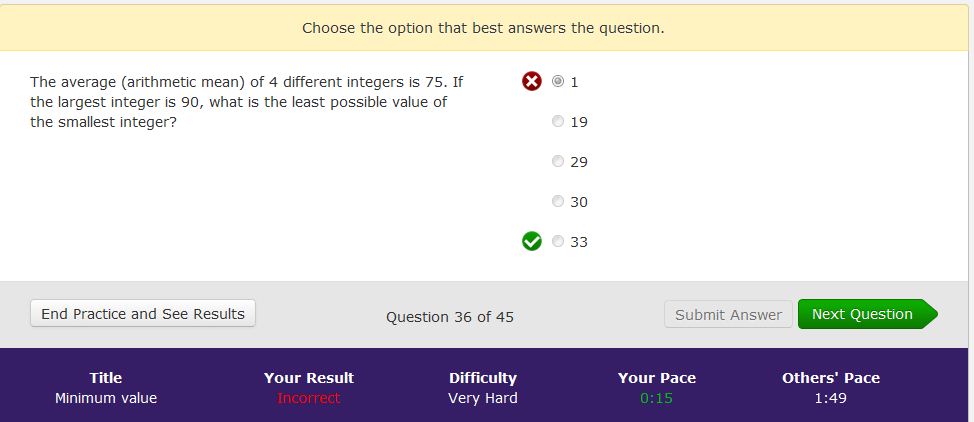 Choose the option that best answers the question.
The average (arithmetic mean) of 4 different integers is 75. If
the largest integer is 90, what is the least possible value of
the smallest integer?
1
19
29
30
33
End Practice and See Results
Question 36 of 45
Submit Answer
Next Question
Title
Your Result
Difficulty
Your Pace
Others' Pace
Minimum value
Incorrect
Very Hard
0:15
1:49